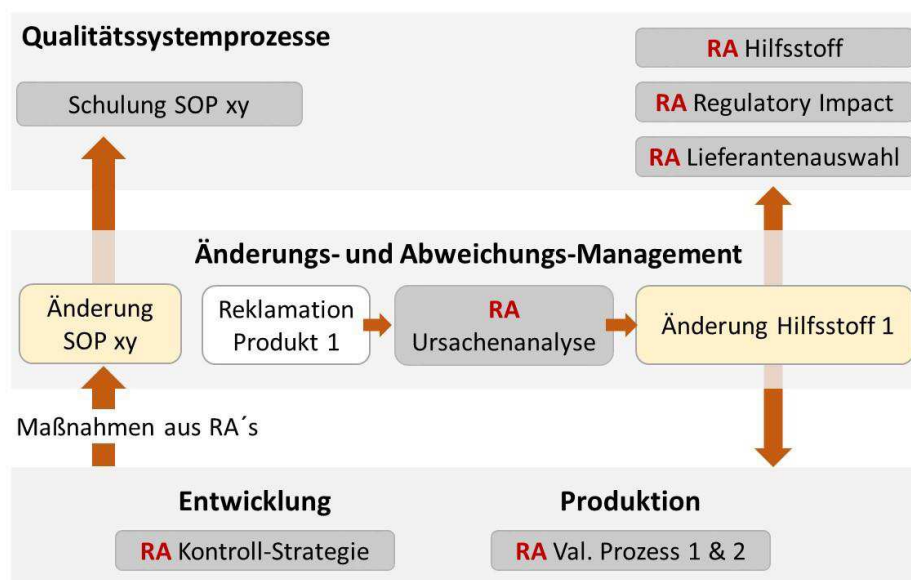 Qualitätssystemprozesse
RA Hilfsstoff
Schulung SOP xy
RA Regulatory Impact
RA Lieferantenauswahl
Änderungs- und Abweichungs-Management
Änderung
SOP xy
Reklamation
Produkt 1
RA
Ursachenanalyse
Änderung Hilfsstoff 1
Maßnahmen aus RA´s
Entwicklung
Produktion
RA Kontroll-Strategie
RA Val. Prozess 1 & 2